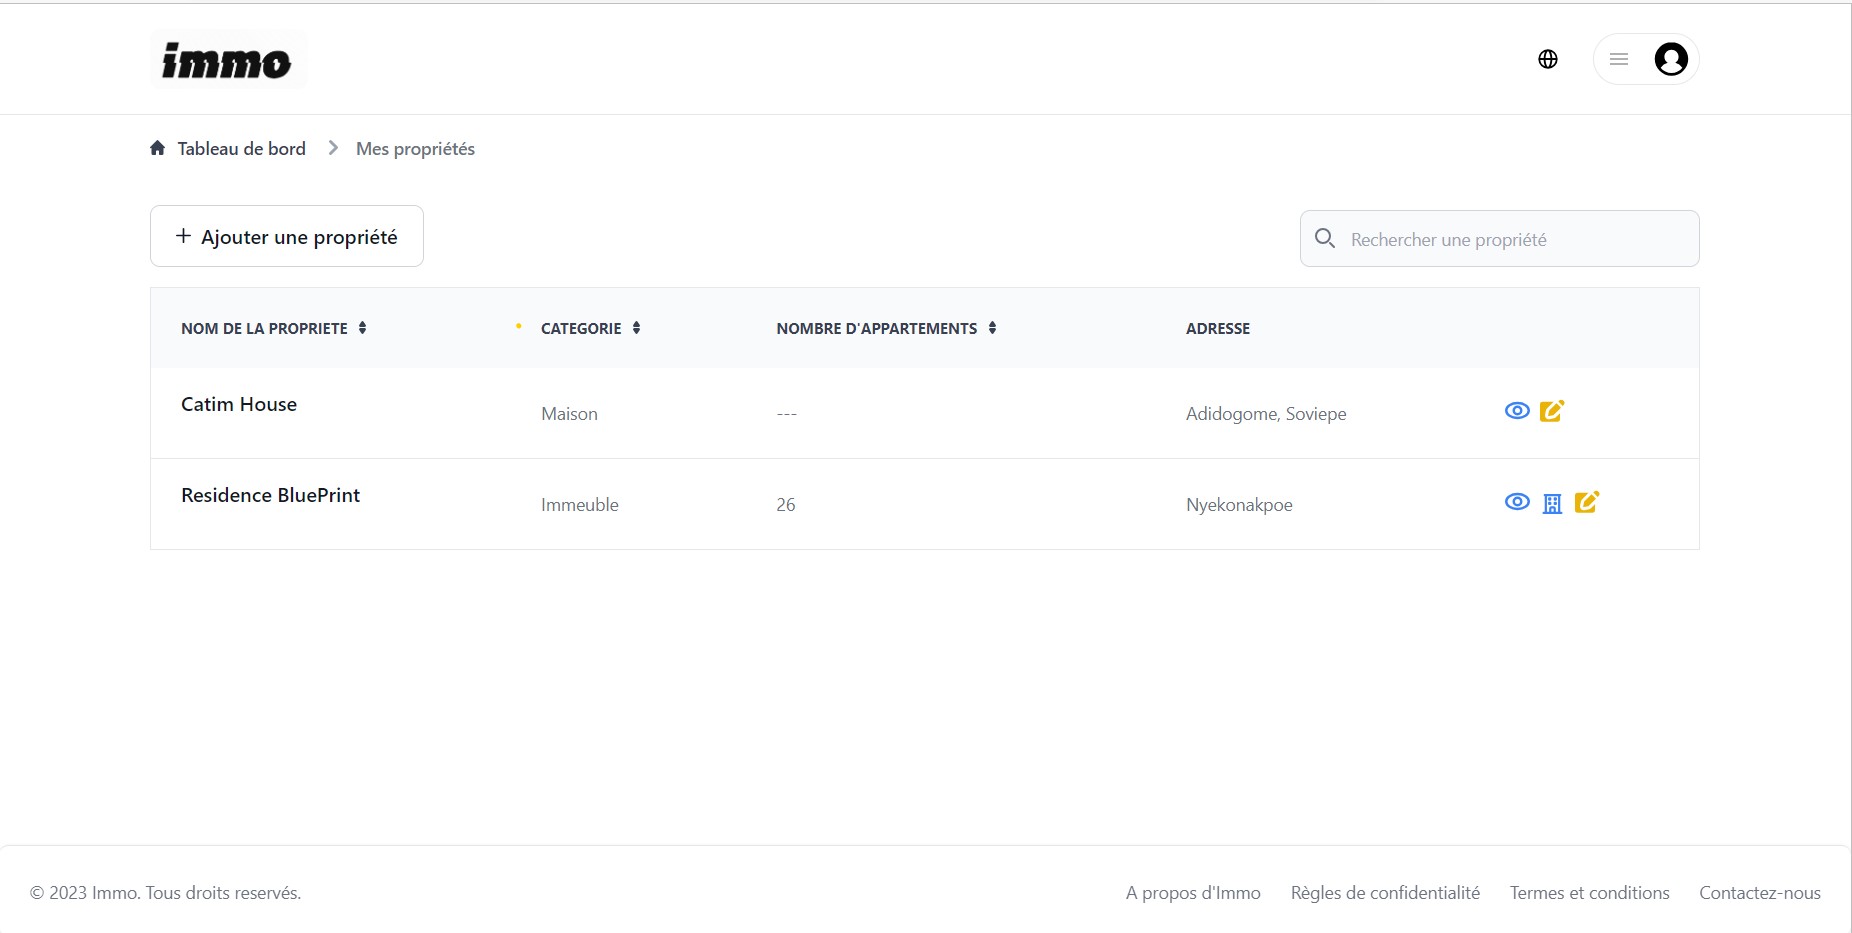 immo
Tableau de bord Mes propriétés
+ Ajouter une propriété
Rechercher une propriété
NOM DE LA PROPRIETE CATEGORIE NOMBRE D'APPARTEMENTS ADRESSE
Catim House Maison --- Adidogome, Soviepe
Residence BluePrint Immeuble 26 Nyekonakpoe
© 2023 Immo. Tous droits reservés. A propos d'Immo Règles de confidentialité Termes et conditions Contactez-nous